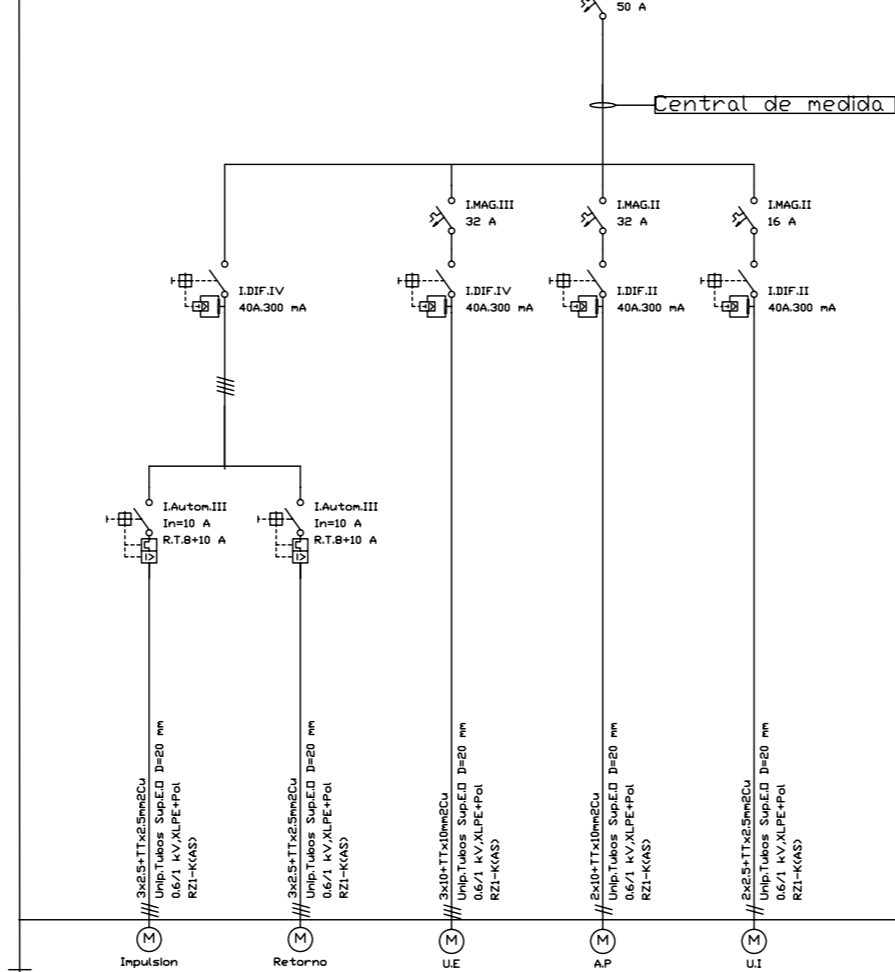 50 A
Central de medida
I.MAG.III
32 A
I.MAG.II
32 A
I.MAG.II
16 A
I.DIF.IV
40A.300 mA
I.DIF.IV
40A.300 mA
I.DIF.II
40A.300 mA
I.DIF.II
40A.300 mA
I.Autom.III
In=10 A
R.T.8÷10 A
I.Autom.III
In=10 A
R.T.8÷10 A
3x2.5+TTx2.5mm2Cu
Unip.Tubos Sup.E.O D=20 mm
0.6/1 kV,XLPE+Pol
RZ1-K(AS)
3x2.5+TTx2.5mm2Cu
Unip.Tubos Sup.E.O D=20 mm
0.6/1 kV,XLPE+Pol
RZ1-K(AS)
3x10+TTx10mm2Cu
Unip.Tubos Sup.E.O D=20 mm
0.6/1 kV,XLPE+Pol
RZ1-K(AS)
2x10+TTx10mm2Cu
Unip.Tubos Sup.E.O D=20 mm
0.6/1 kV,XLPE+Pol
RZ1-K(AS)
2x2.5+TTx2.5mm2Cu
Unip.Tubos Sup.E.O D=20 mm
0.6/1 kV,XLPE+Pol
RZ1-K(AS)
M
M
M
M
M
Impulsion
Retorno
U.E
A.P
U.I